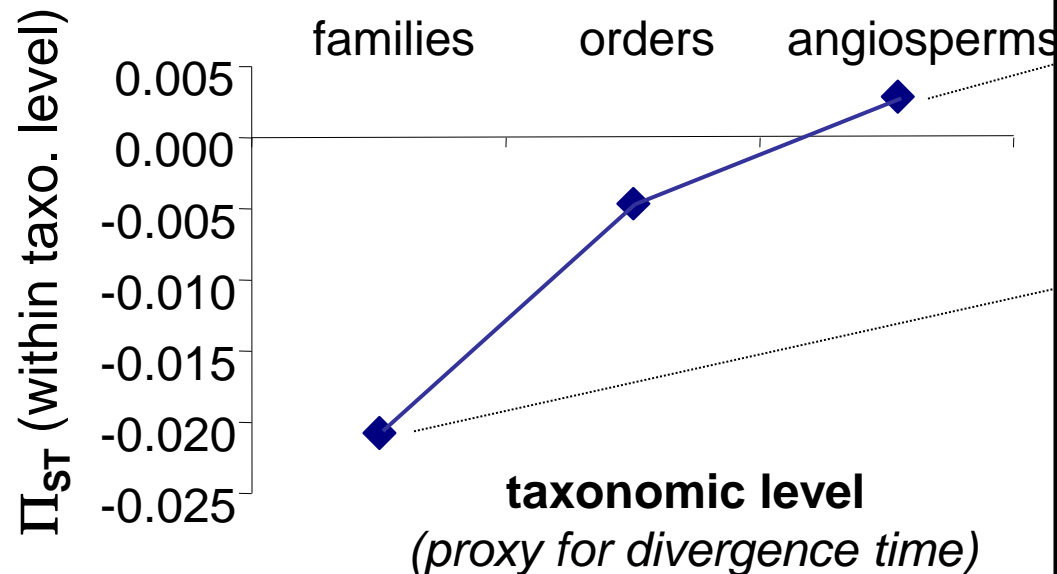 Π_ST (within taxo. level)
families orders angiosperms
0.005
0.000
-0.005
-0.010
-0.015
-0.020
-0.025
taxonomic level
(proxy for divergence time)